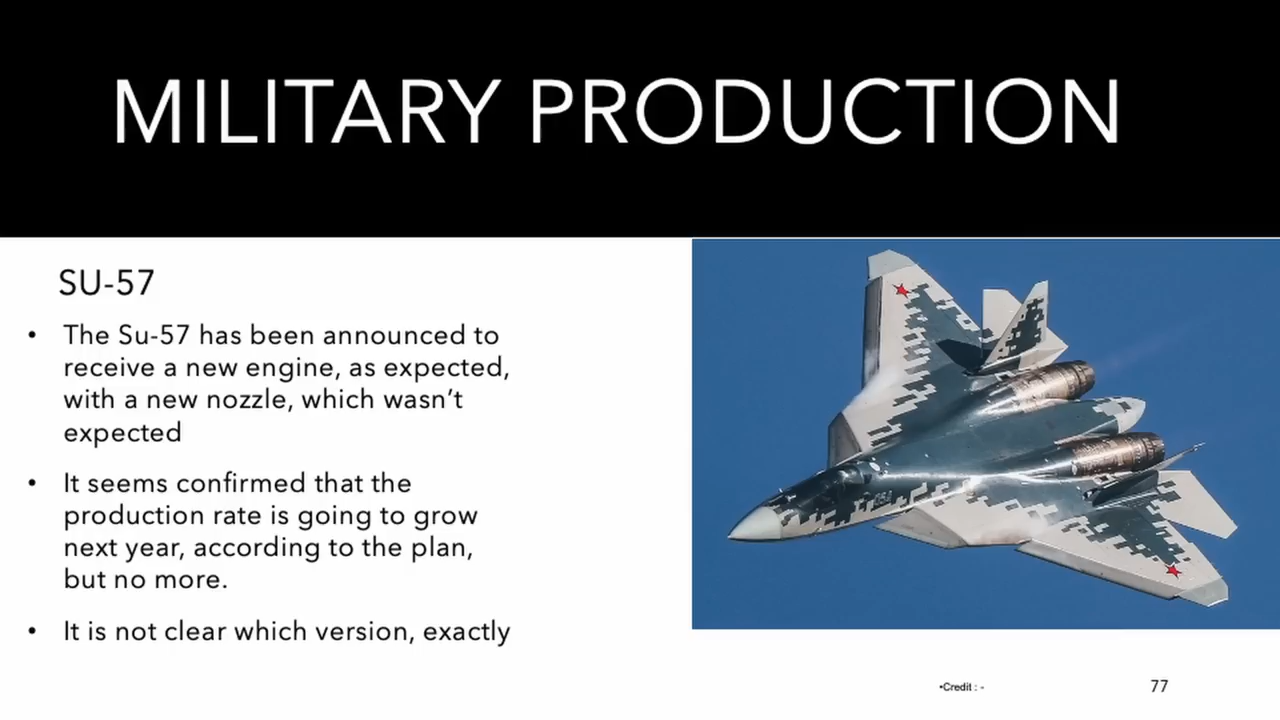 MILITARY PRODUCTION
SU-57
• The Su-57 has been announced to
receive a new engine, as expected,
with a new nozzle, which wasn’t
expected
• It seems confirmed that the
production rate is going to grow
next year, according to the plan,
but no more.
• It is not clear which version, exactly
•Credit : -
77